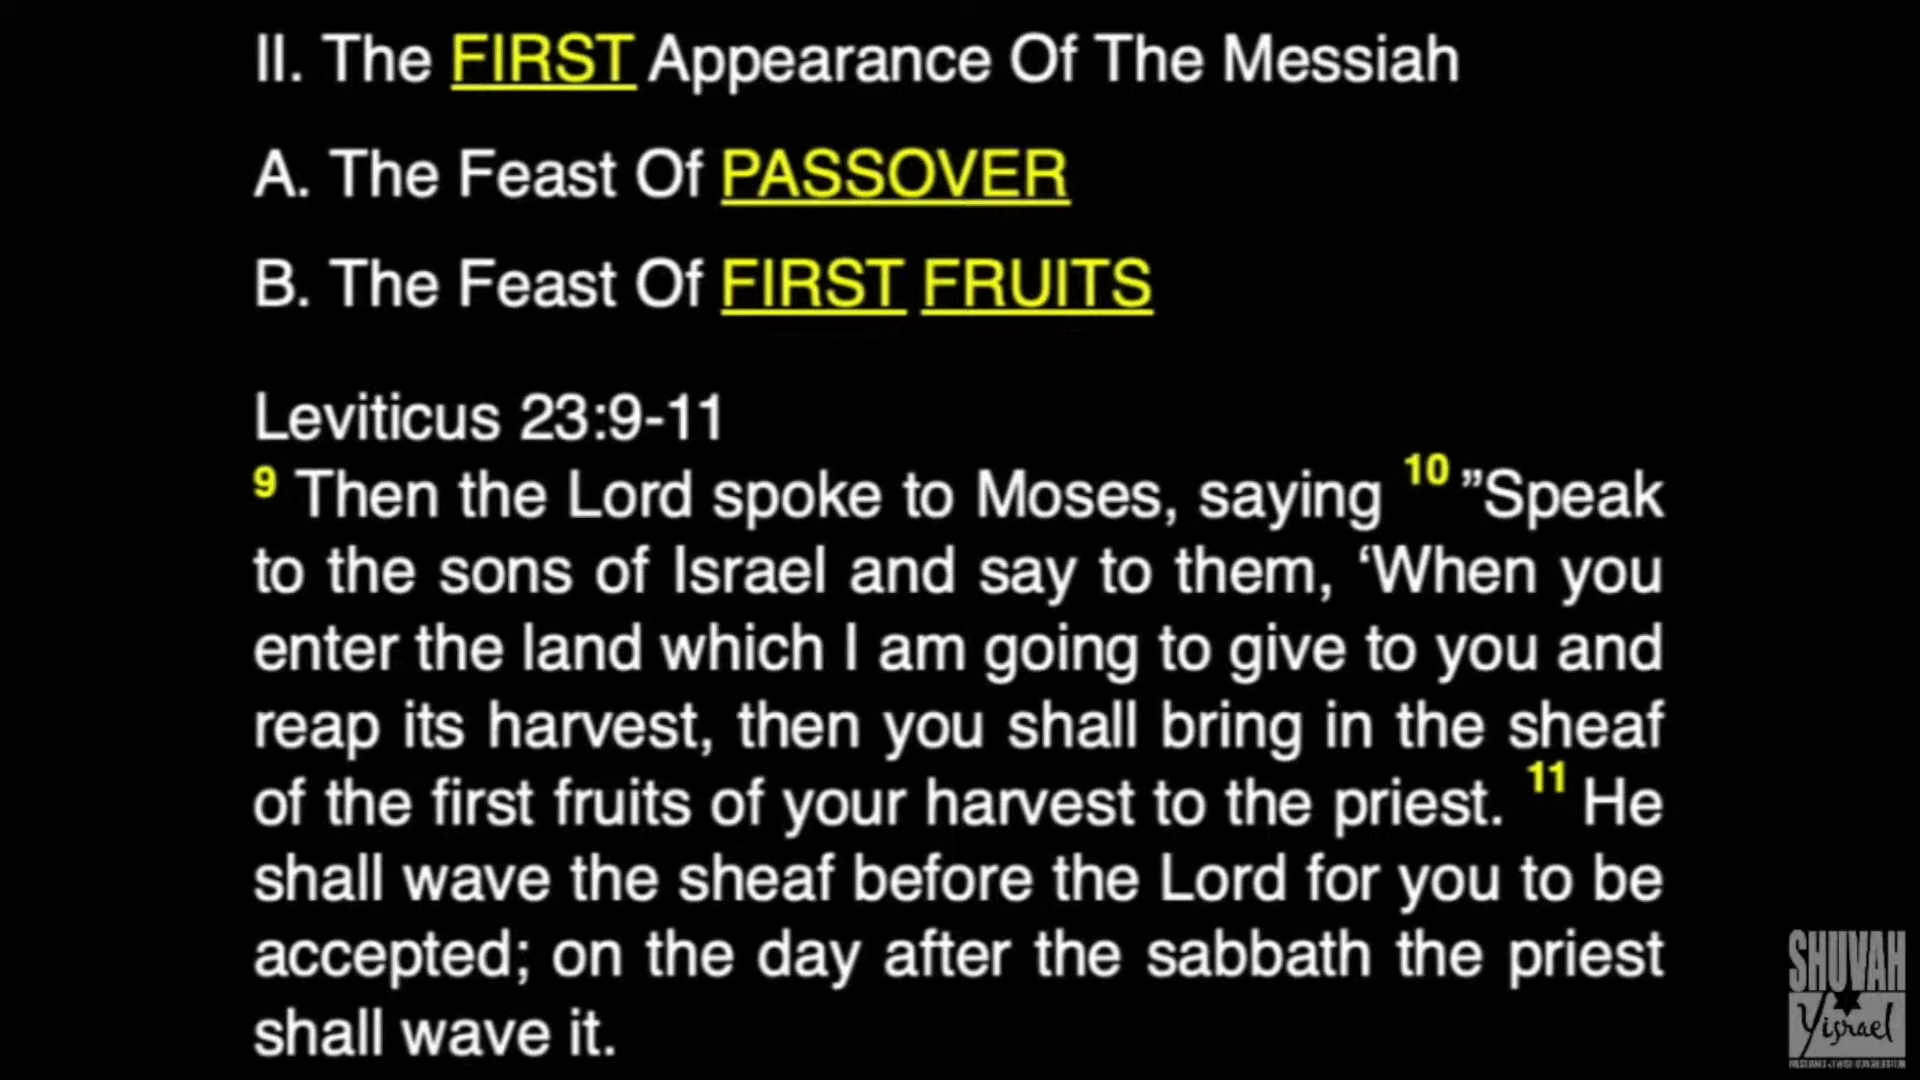 II. The FIRST Appearance Of The Messiah
A. The Feast Of PASSOVER
B. The Feast Of FIRST FRUITS
Leviticus 23:9-11
9 Then the Lord spoke to Moses, saying 10 ”Speak
to the sons of Israel and say to them, ‘When you
enter the land which I am going to give to you and
reap its harvest, then you shall bring in the sheaf
of the first fruits of your harvest to the priest. 11 He
shall wave the sheaf before the Lord for you to be
accepted; on the day after the sabbath the priest
shall wave it.
SHUVAH
Yisrael